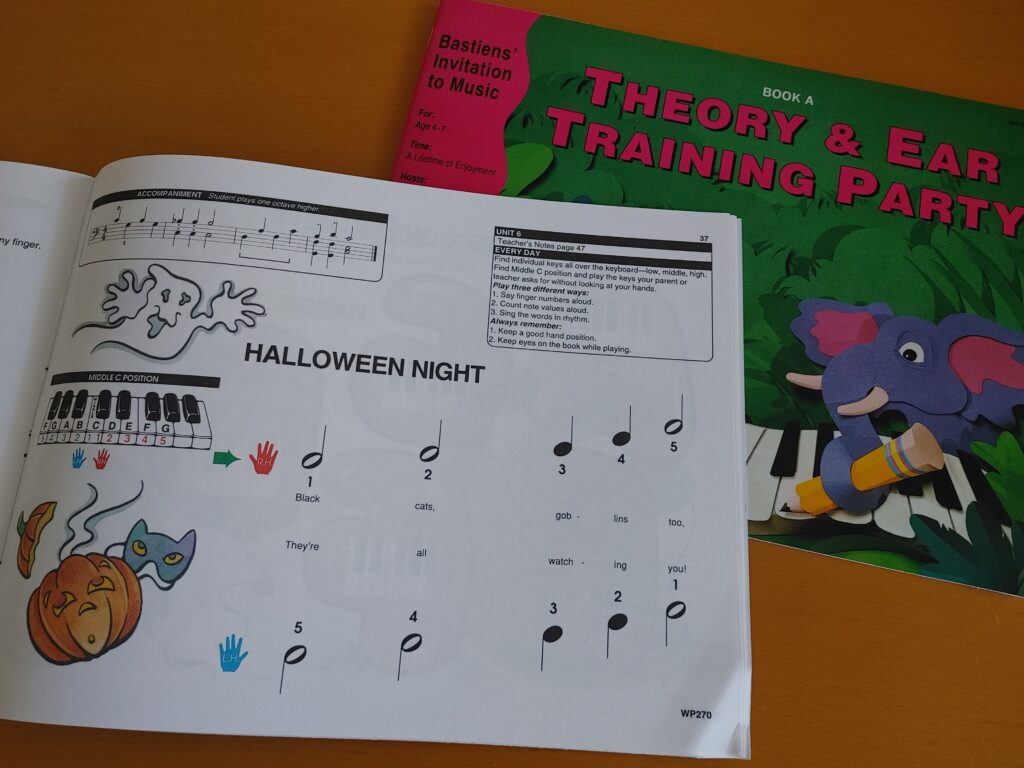 Bastiens'
Invitation
to Music
For:
Age 4-7
Time:
A Lifetime of Enjoyment
Hosts:
BOOK A
THEORY & EAR
TRAINING PARTY
ny finger.
ACCOMPANIMENT Student plays one octave higher.
UNIT 6 37
Teacher's Notes page 47
EVERY DAY
Find individual keys all over the keyboard—low, middle, high.
Find Middle C position and play the keys your parent or
teacher asks for without looking at your hands.
Play three different ways:
1. Say finger numbers aloud.
2. Count note values aloud.
3. Sing the words in rhythm.
Always remember:
1. Keep a good hand position.
2. Keep eyes on the book while playing.
HALLOWEEN NIGHT
MIDDLE C POSITION
F G A B C D E F G
5 4 3 2 1 1 2 3 4 5
R.H.
1 2 3 4 5
Black cats, gob - lins too,
They're all watch - ing you!
5 4 3 2 1
L.H.
WP270